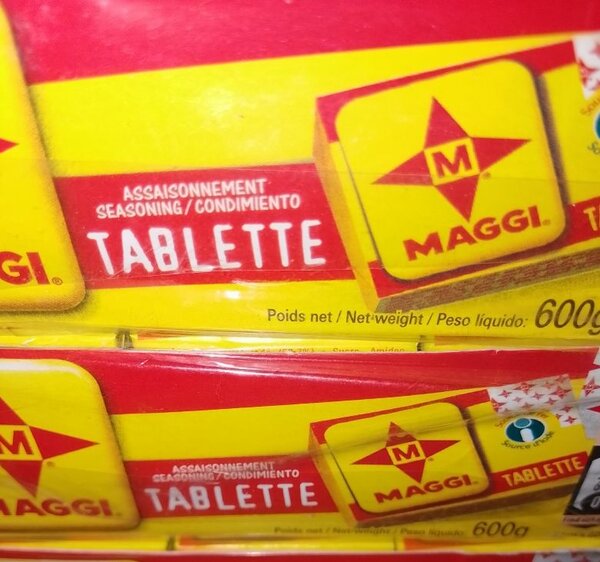 GI.
ASSAISONNEMENT
SEASONING/CONDIMIENTO
TABLETTE
M
MAGGI®
Poids net / Net weight / Peso líquido: 600g
M
MAGGI
ASSAISONNEMENT
SEASONING/CONDIMIENTO
TABLETTE
M
MAGGI
TABLETTE
Source d'iode
Poids net / Net weight / Peso líquido: 600g